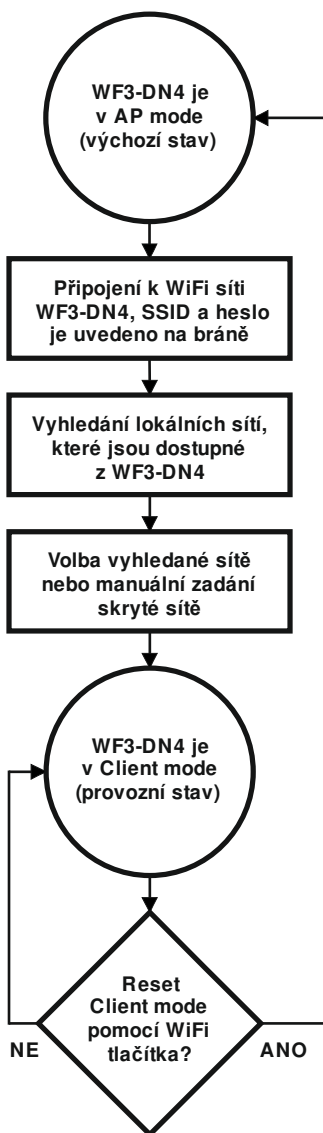 WF3-DN4 je
v AP mode
(výchozí stav)
Připojení k WiFi síti
WF3-DN4, SSID a heslo
je uvedeno na bráně
Vyhledání lokálních sítí,
které jsou dostupné
z WF3-DN4
Volba vyhledané sítě
nebo manuální zadání
skryté sítě
WF3-DN4 je
v Client mode
(provozní stav)
Reset
Client mode
pomocí WiFi
tlačítka?
NE
ANO